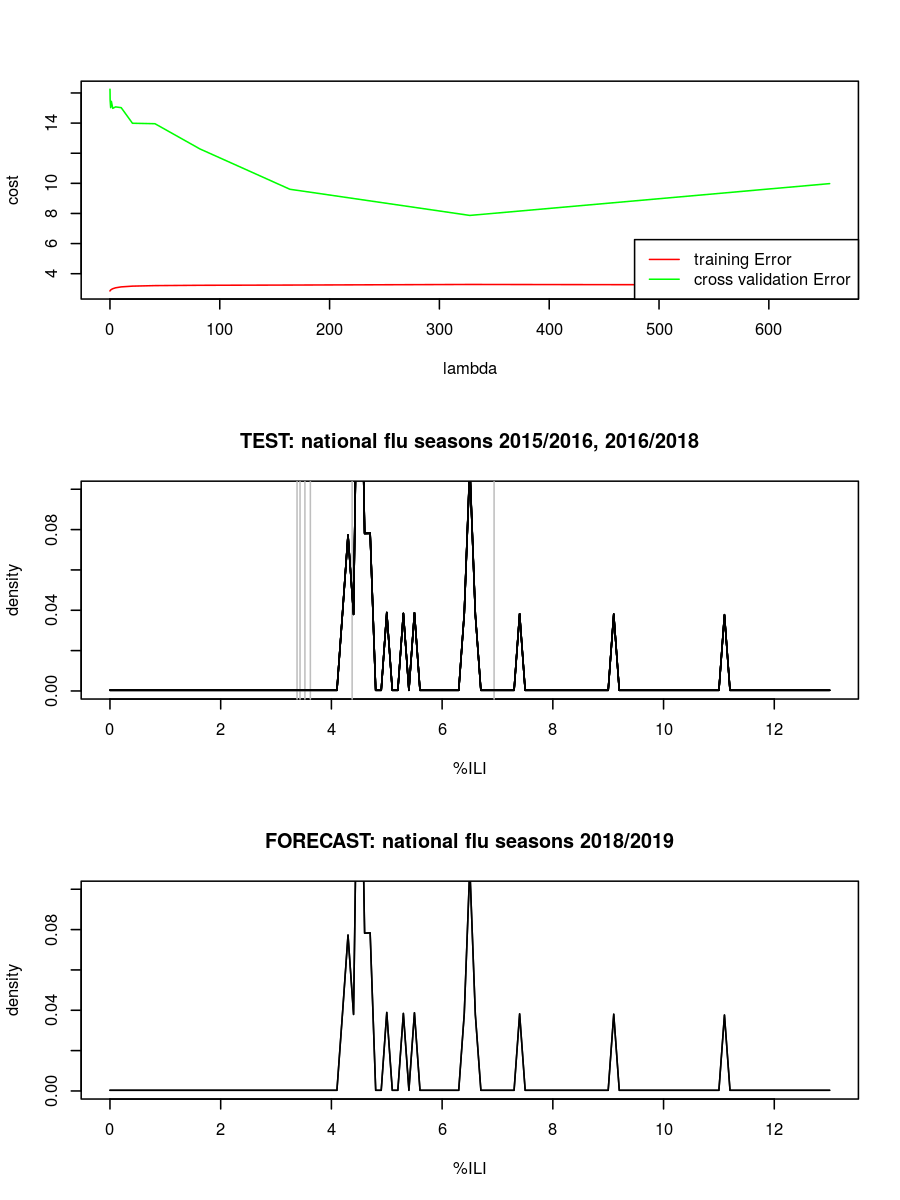 cost
14
10
8
6
4
training Error
cross validation Error
0 100 200 300 400 500 600
lambda
TEST: national flu seasons 2015/2016, 2016/2018
density
0.08
0.04
0.00
0 2 4 6 8 10 12
%ILI
FORECAST: national flu seasons 2018/2019
density
0.08
0.04
0.00
0 2 4 6 8 10 12
%ILI